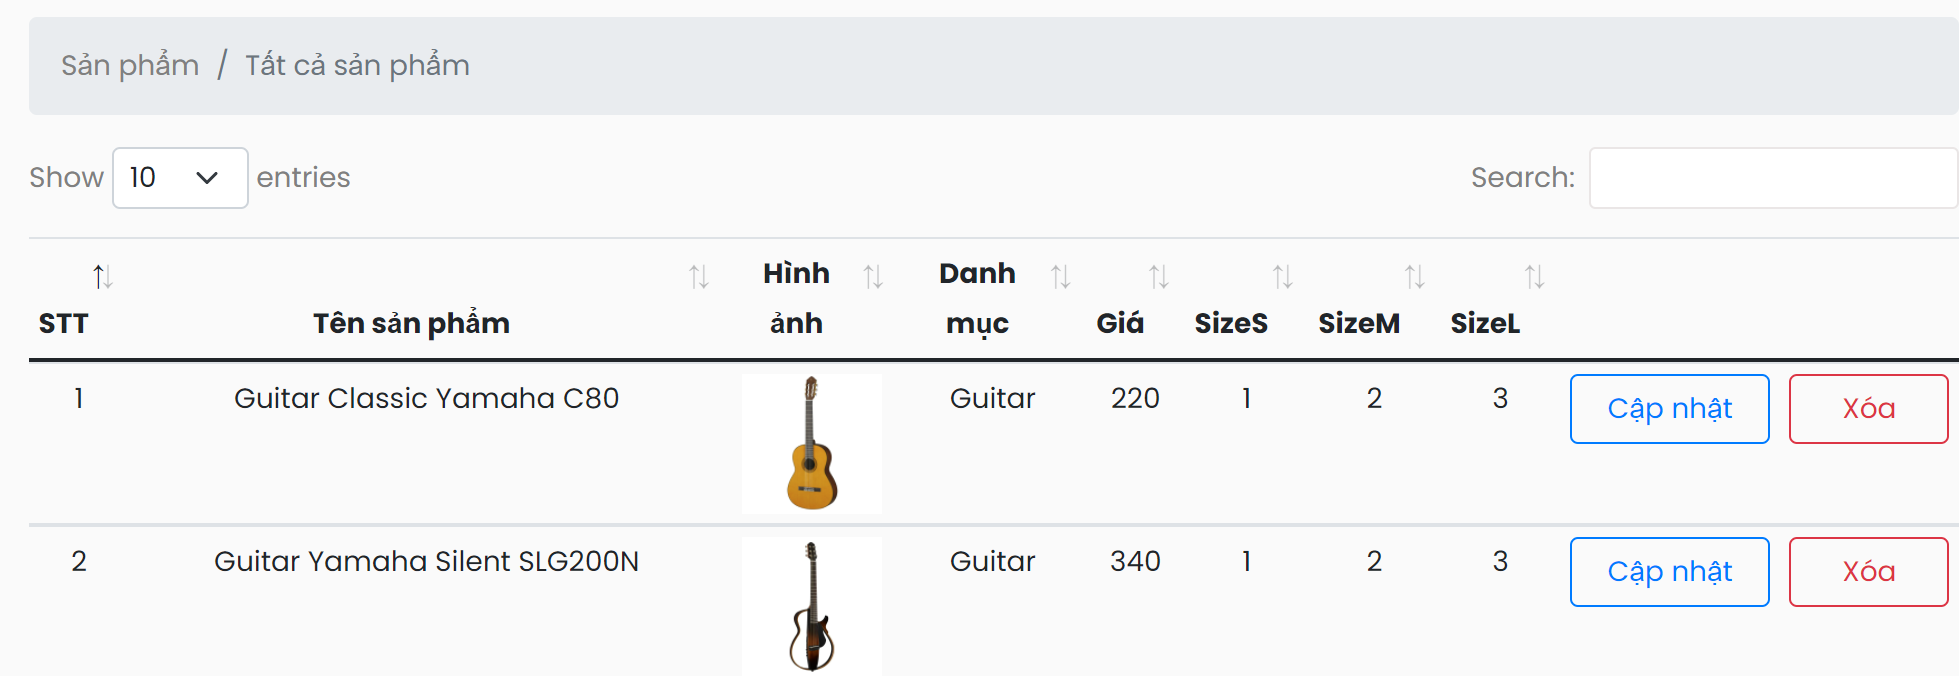 Sản phẩm / Tất cả sản phẩm
Show 10 entries Search:
STT Tên sản phẩm Hình ảnh Danh mục Giá SizeS SizeM SizeL
1 Guitar Classic Yamaha C80 Guitar 220 1 2 3 Cập nhật Xóa
2 Guitar Yamaha Silent SLG200N Guitar 340 1 2 3 Cập nhật Xóa